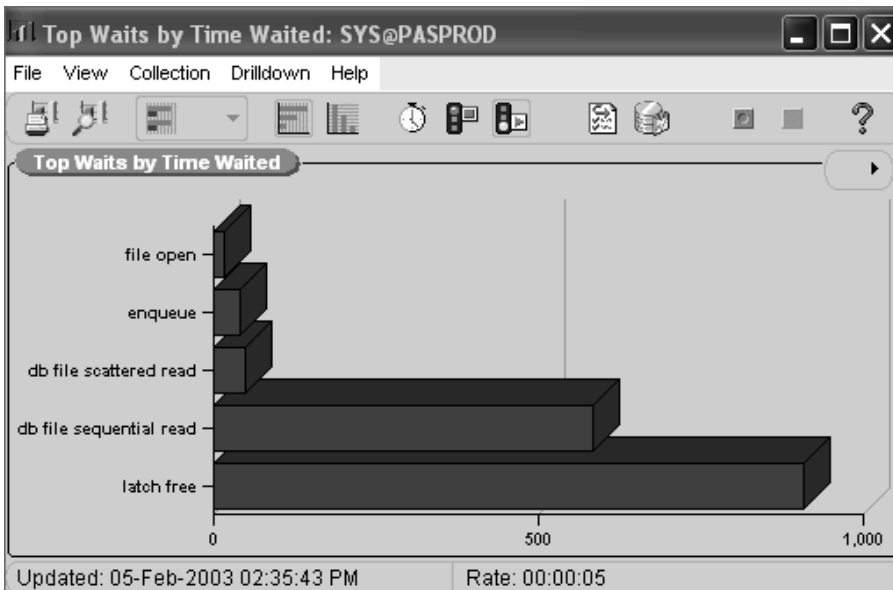 Top Waits by Time Waited: SYS@PASPROD
File View Collection Drilldown Help
Top Waits by Time Waited
file open
enqueue
db file scattered read
db file sequential read
latch free
0 500 1,000
Updated: 05-Feb-2003 02:35:43 PM Rate: 00:00:05